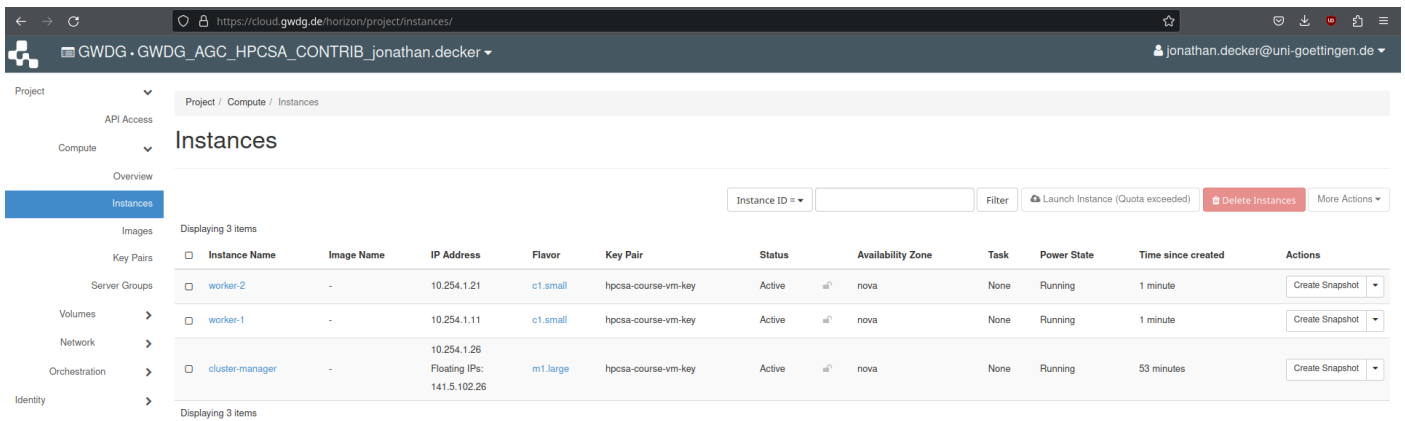 https://cloud.gwdg.de/horizon/project/instances/
GWDG • GWDG_AGC_HPCSA_CONTRIB_jonathan.decker
jonathan.decker@uni-goettingen.de
Project
API Access
Compute
Overview
Instances
Images
Key Pairs
Server Groups
Volumes
Network
Orchestration
Identity
Project / Compute / Instances
Instances
Instance ID = Filter Launch Instance (Quota exceeded) Delete Instances More Actions
Displaying 3 items
Instance Name Image Name IP Address Flavor Key Pair Status Availability Zone Task Power State Time since created Actions
worker-2 - 10.254.1.21 c1.small hpcsa-course-vm-key Active nova None Running 1 minute Create Snapshot
worker-1 - 10.254.1.11 c1.small hpcsa-course-vm-key Active nova None Running 1 minute Create Snapshot
10.254.1.26
Floating IPs:
cluster-manager - m1.large hpcsa-course-vm-key Active nova None Running 53 minutes Create Snapshot
141.5.102.26
Displaying 3 items